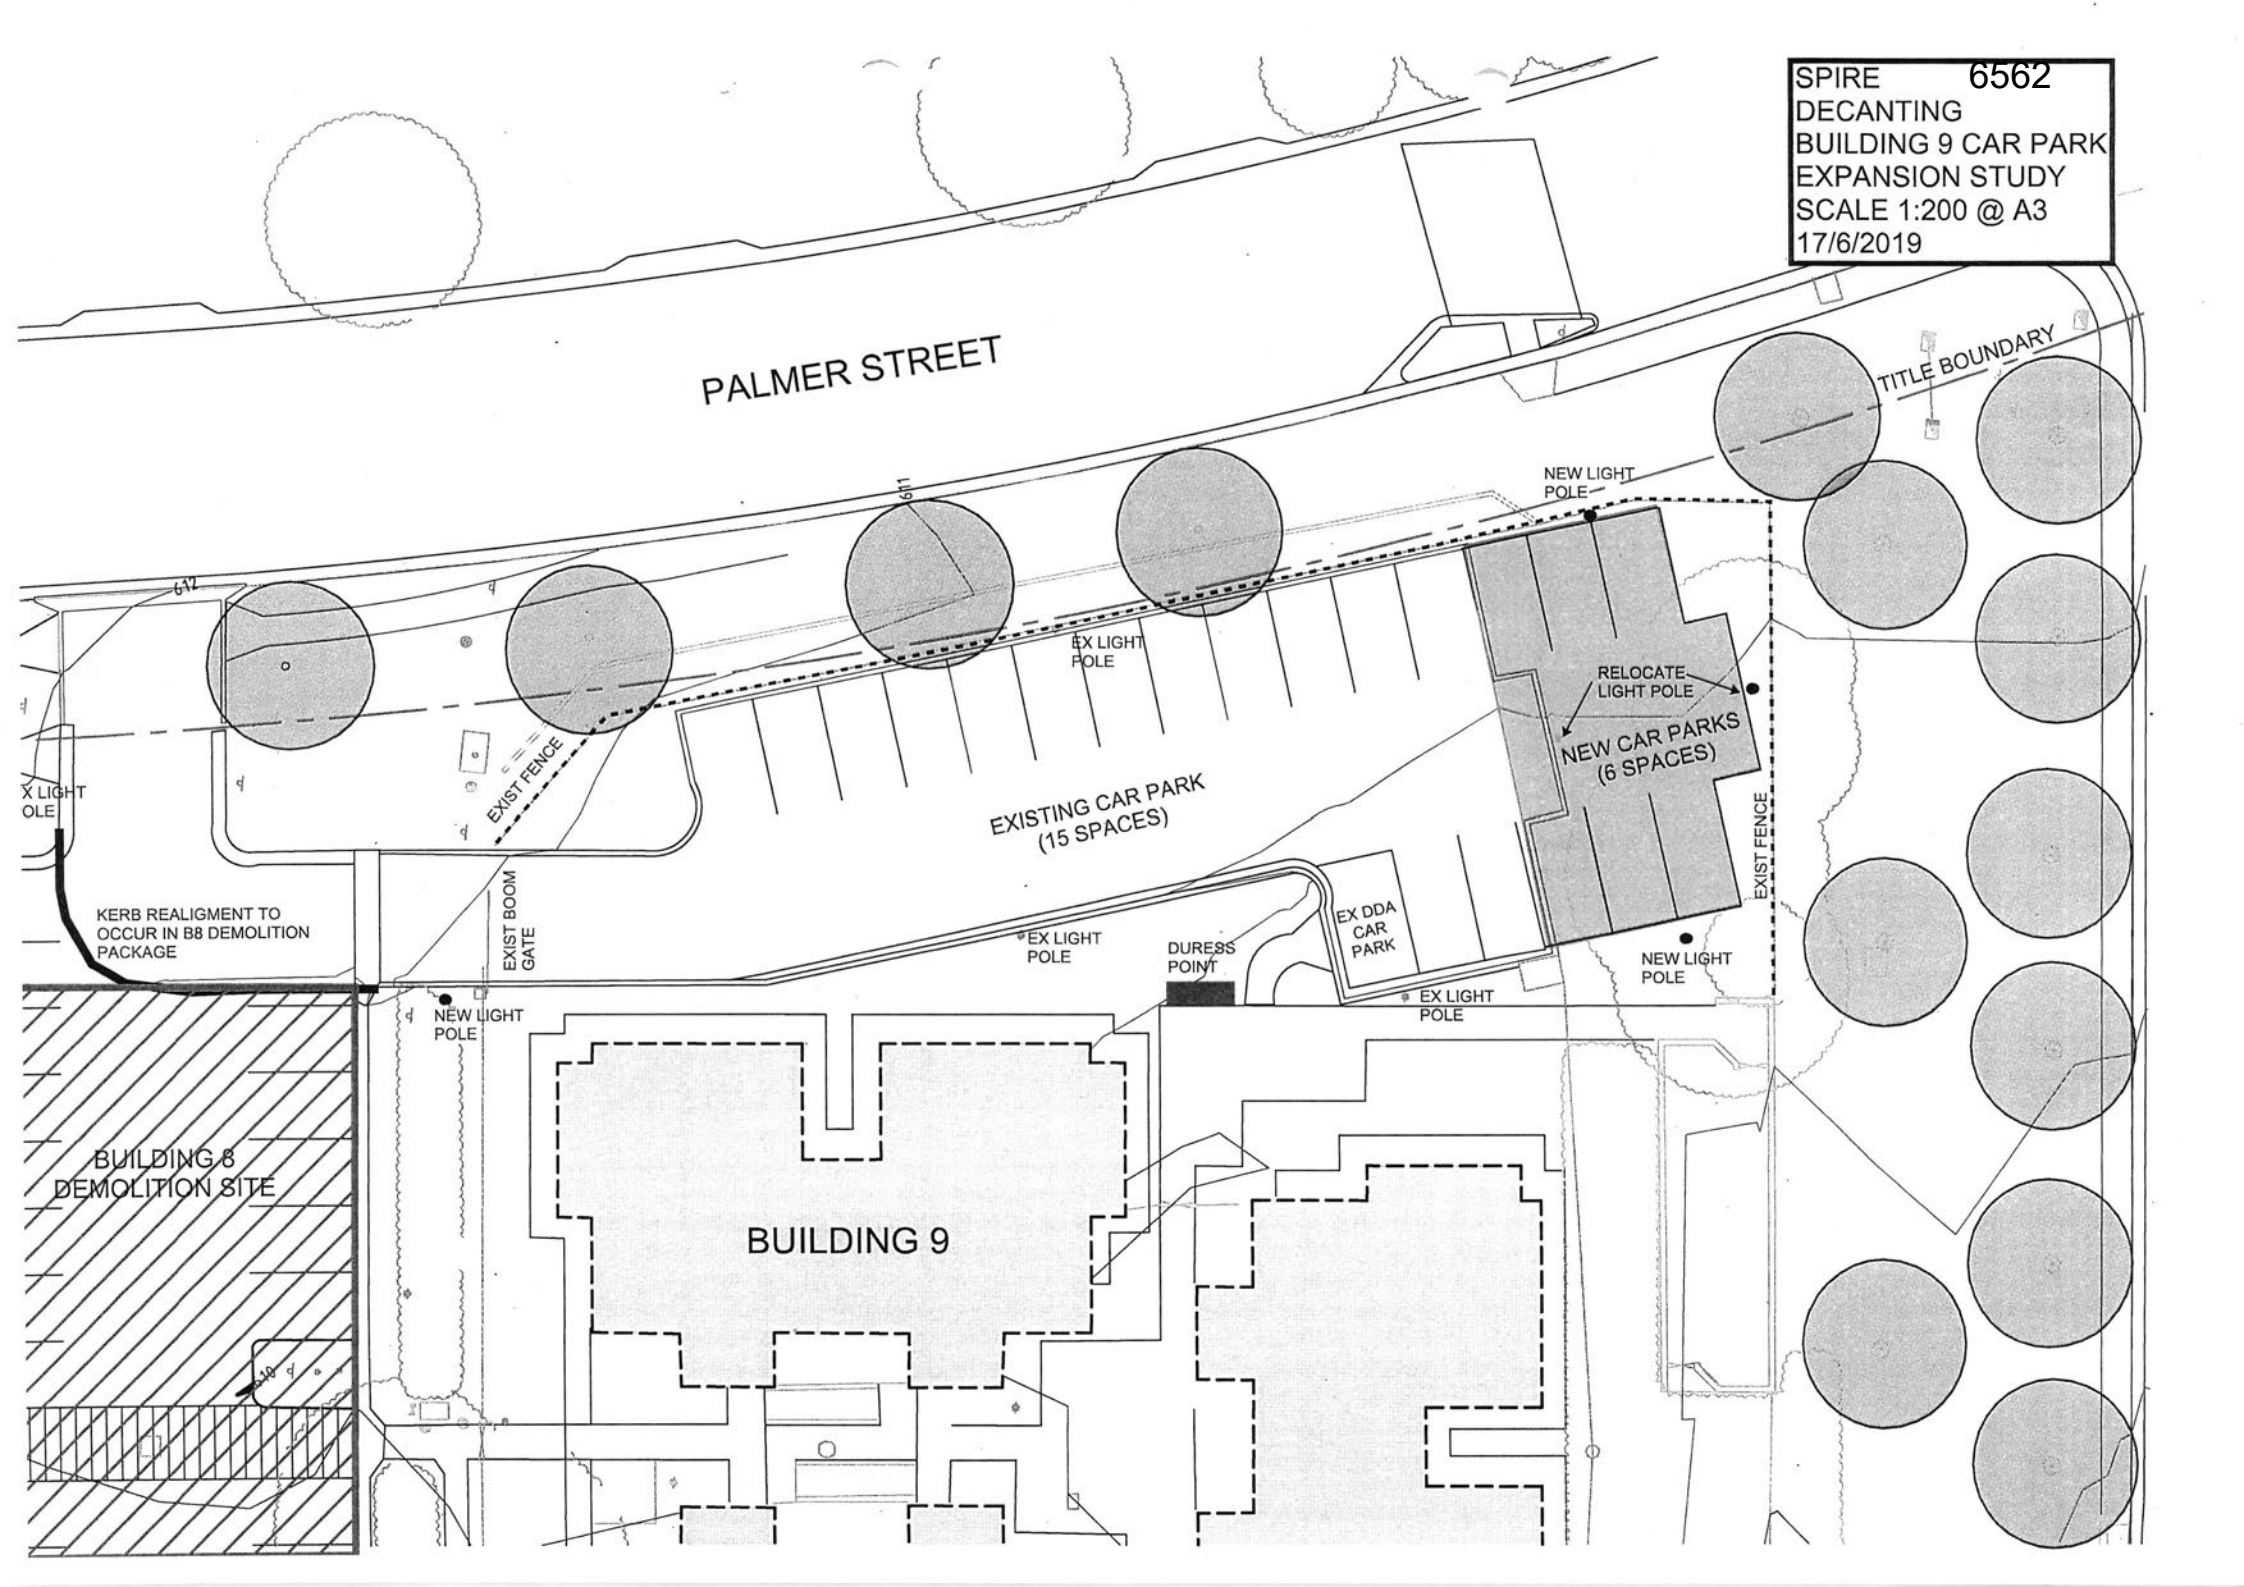 SPIRE 6562
DECANTING
BUILDING 9 CAR PARK
EXPANSION STUDY
SCALE 1:200 @ A3
17/6/2019
PALMER STREET
TITLE BOUNDARY
NEW LIGHT
POLE
611
612
EX LIGHT
POLE
RELOCATE
LIGHT POLE
NEW CAR PARKS
(6 SPACES)
EXIST FENCE
X LIGHT
OLE
EXISTING CAR PARK
(15 SPACES)
EXIST FENCE
KERB REALIGMENT TO
OCCUR IN B8 DEMOLITION
PACKAGE
EXIST BOOM
GATE
EX LIGHT
POLE
DURESS
POINT
EX DDA
CAR
PARK
NEW LIGHT
POLE
EX LIGHT
POLE
NEW LIGHT
POLE
BUILDING 8
DEMOLITION SITE
BUILDING 9